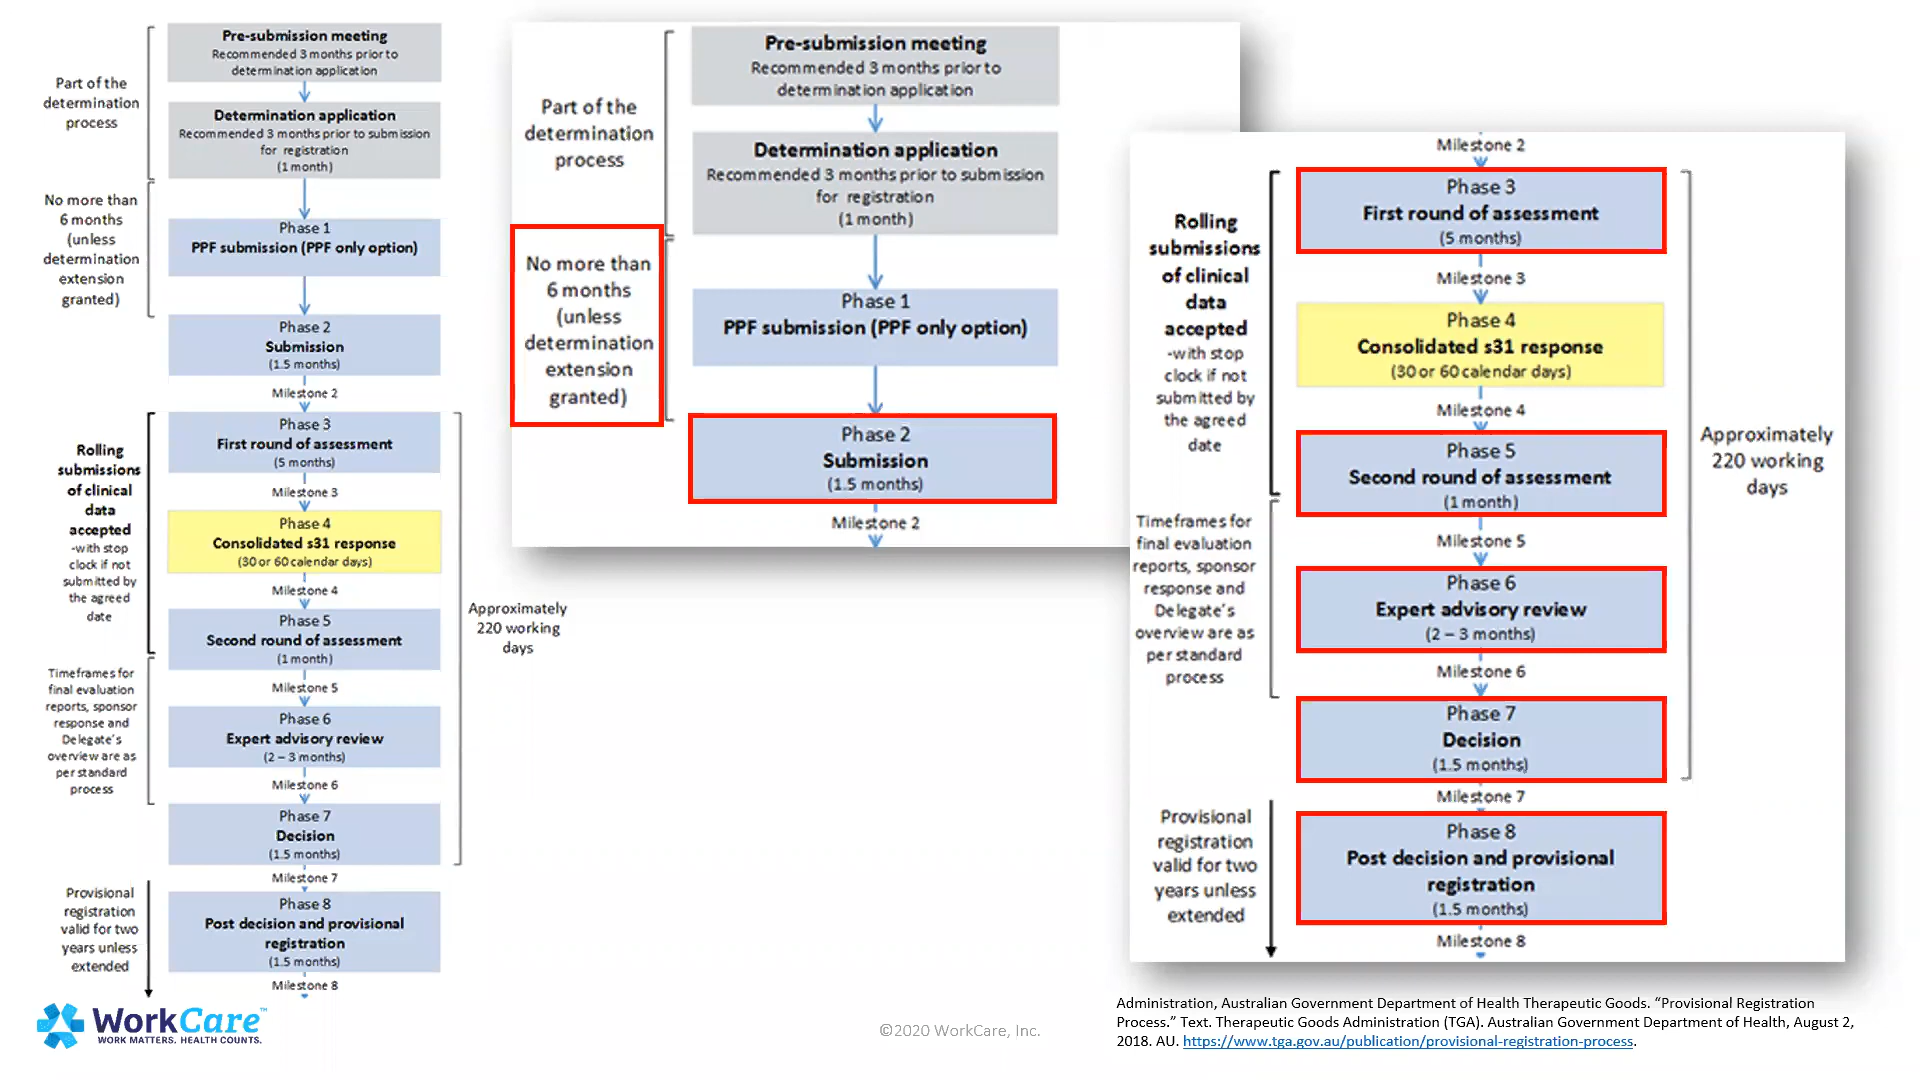 Part of the
determination
process
Pre-submission meeting
Recommended 3 months prior to
determination application
Determination application
Recommended 3 months prior to submission
for registration
(1 month)
No more than
6 months
(unless
determination
extension
granted)
Phase 1
PPF submission (PPF only option)
Phase 2
Submission
(1.5 months)
Milestone 2
Rolling
submissions
of clinical
data
accepted
-with stop
clock if not
submitted by
the agreed
date
Phase 3
First round of assessment
(5 months)
Milestone 3
Phase 4
Consolidated s31 response
(30 or 60 calendar days)
Milestone 4
Phase 5
Second round of assessment
(1 month)
Milestone 5
Approximately
220 working
days
Timeframes for
final evaluation
reports, sponsor
response and
Delegate's
overview are as
per standard
process
Phase 6
Expert advisory review
(2 – 3 months)
Milestone 6
Phase 7
Decision
(1.5 months)
Milestone 7
Provisional
registration
valid for two
years unless
extended
Phase 8
Post decision and provisional
registration
(1.5 months)
Milestone 8
Part of the
determination
process
Pre-submission meeting
Recommended 3 months prior to
determination application
Determination application
Recommended 3 months prior to submission
for registration
(1 month)
No more than
6 months
(unless
determination
extension
granted)
Phase 1
PPF submission (PPF only option)
Phase 2
Submission
(1.5 months)
Milestone 2
Milestone 2
Rolling
submissions
of clinical
data
accepted
-with stop
clock if not
submitted by
the agreed
date
Phase 3
First round of assessment
(5 months)
Milestone 3
Phase 4
Consolidated s31 response
(30 or 60 calendar days)
Milestone 4
Phase 5
Second round of assessment
(1 month)
Milestone 5
Approximately
220 working
days
Timeframes for
final evaluation
reports, sponsor
response and
Delegate's
overview are as
per standard
process
Phase 6
Expert advisory review
(2 – 3 months)
Milestone 6
Phase 7
Decision
(1.5 months)
Milestone 7
Provisional
registration
valid for two
years unless
extended
Phase 8
Post decision and provisional
registration
(1.5 months)
Milestone 8
WorkCare™
WORK MATTERS. HEALTH COUNTS.
©2020 WorkCare, Inc.
Administration, Australian Government Department of Health Therapeutic Goods. “Provisional Registration
Process.” Text. Therapeutic Goods Administration (TGA). Australian Government Department of Health, August 2,
2018. AU. https://www.tga.gov.au/publication/provisional-registration-process.